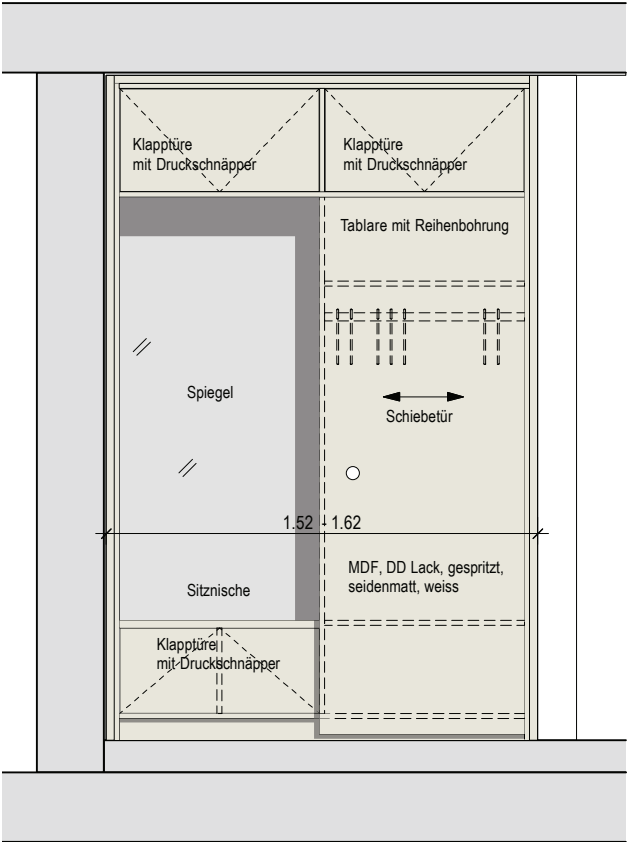 Klapptüre
mit Druckschnäpper
Klapptüre
mit Druckschnäpper
Tablare mit Reihenbohrung
Spiegel
Schiebetür
1.52 - 1.62
MDF, DD Lack, gespritzt,
seidenmatt, weiss
Sitznische
Klapptüre
mit Druckschnäpper